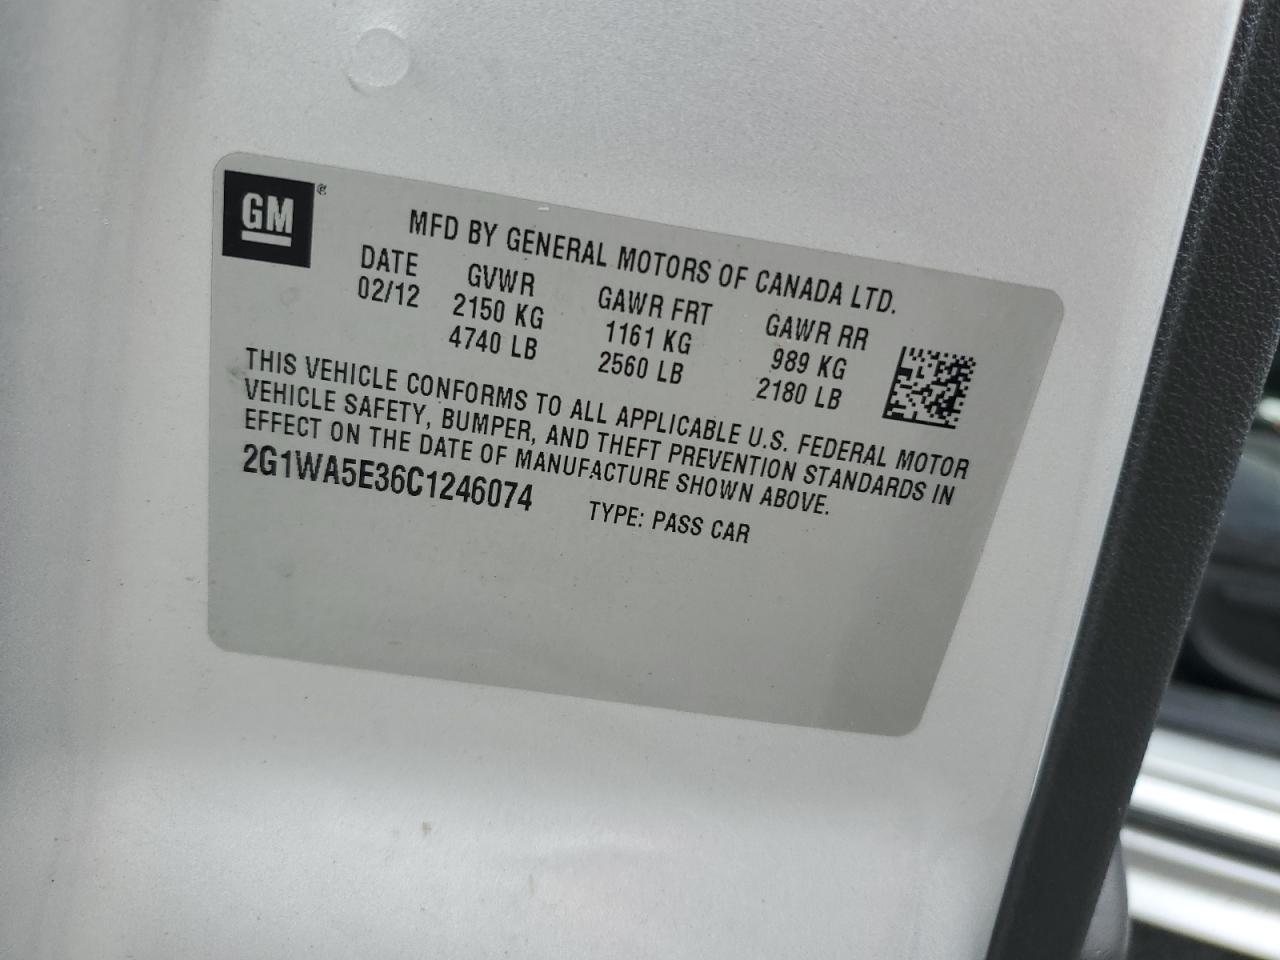 GM®
MFD BY GENERAL MOTORS OF CANADA LTD.
DATE GVWR GAWR FRT GAWR RR
02/12 2150 KG 1161 KG 989 KG
4740 LB 2560 LB 2180 LB
THIS VEHICLE CONFORMS TO ALL APPLICABLE U.S. FEDERAL MOTOR
VEHICLE SAFETY, BUMPER, AND THEFT PREVENTION STANDARDS IN
EFFECT ON THE DATE OF MANUFACTURE SHOWN ABOVE.
2G1WA5E36C1246074 TYPE: PASS CAR